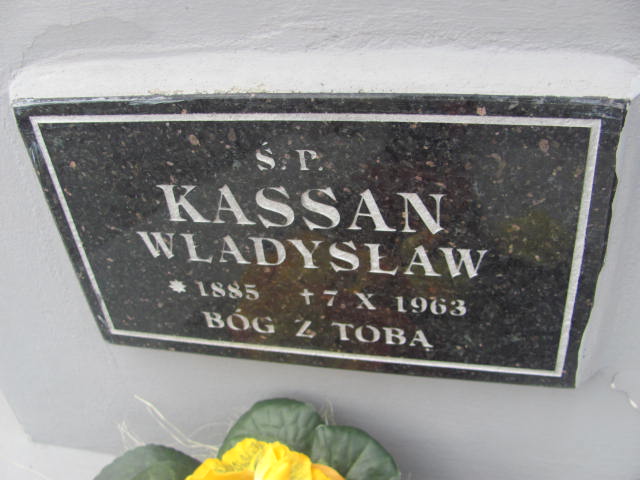 Ś.P.
KASSAN
WŁADYSŁAW
* 1885 † 7 X 1963
BÓG Z TOBĄ